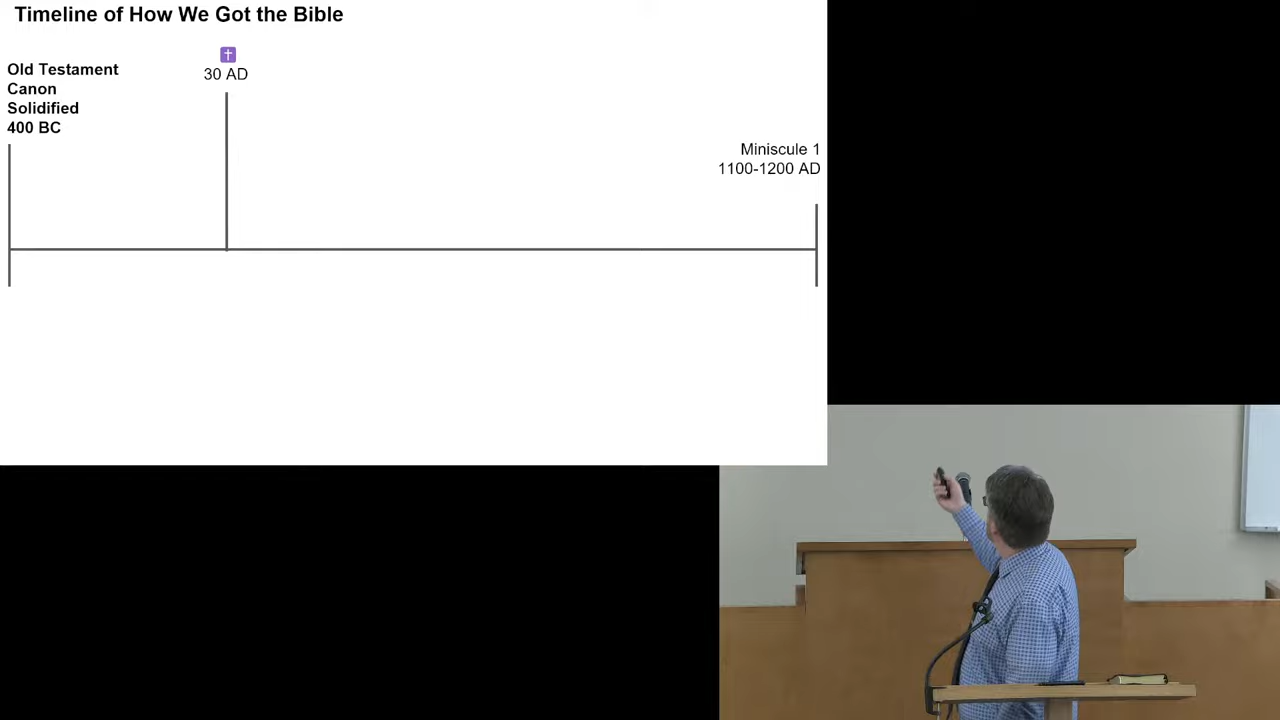 Timeline of How We Got the Bible
Old Testament
Canon
Solidified
400 BC
✝
30 AD
Miniscule 1
1100-1200 AD